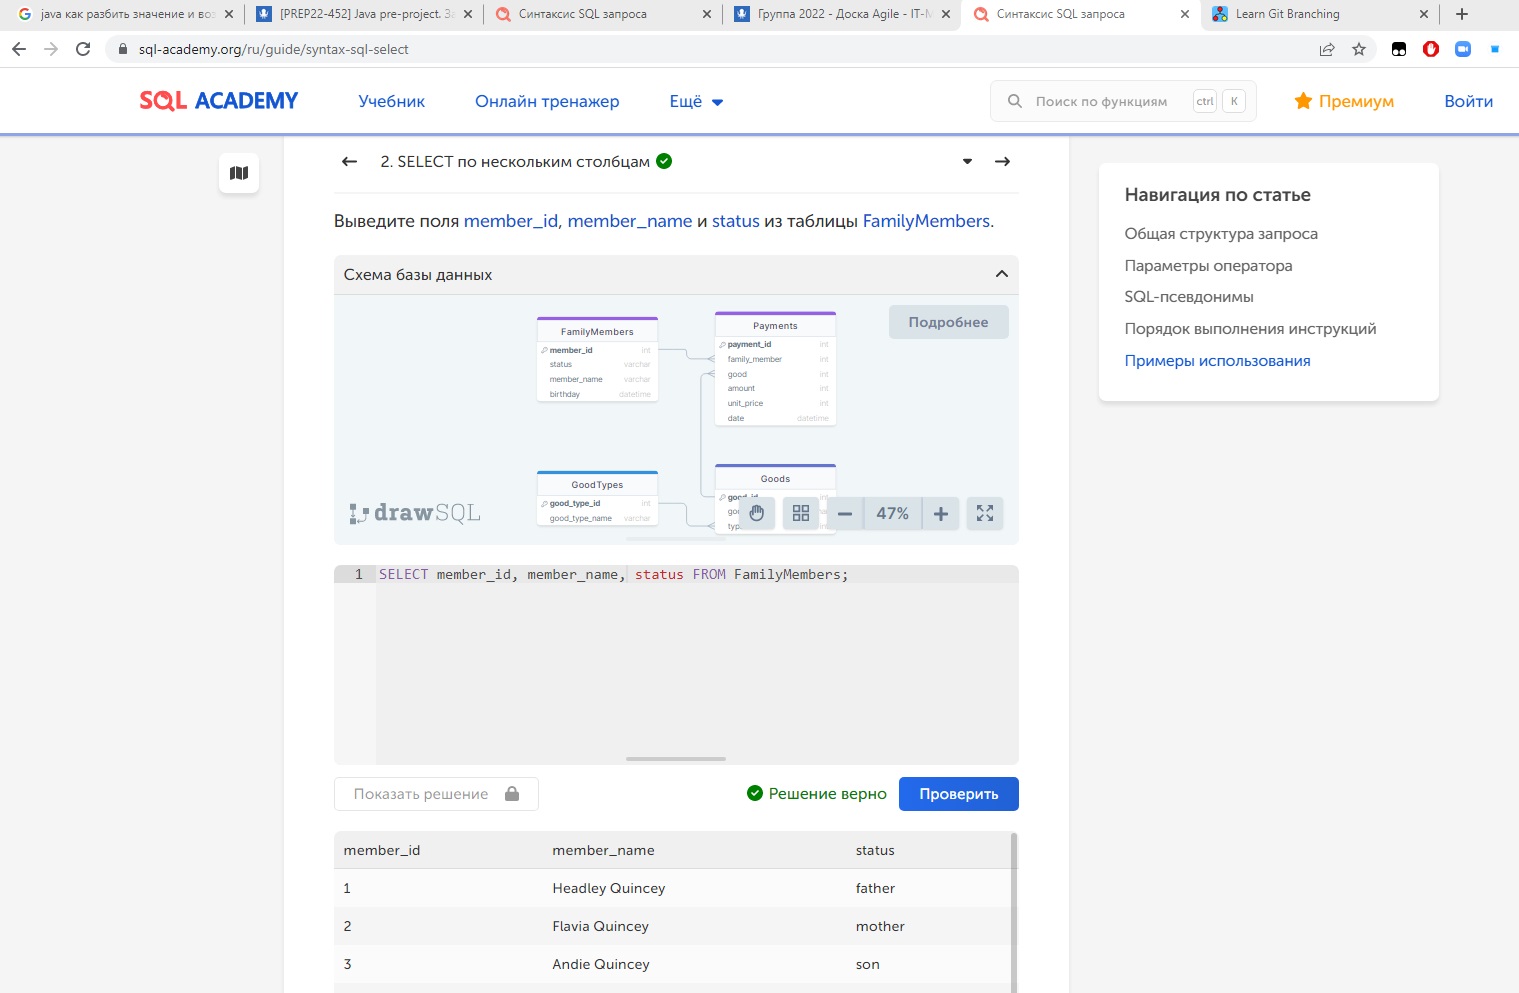 java как разбить значение и воз
[PREP22-452] Java pre-project. За
Синтаксис SQL запроса
Группа 2022 - Доска Agile - IT-M
Синтаксис SQL запроса
Learn Git Branching
sql-academy.org/ru/guide/syntax-sql-select
SQL ACADEMY
Учебник
Онлайн тренажер
Ещё
Поиск по функциям
ctrl
K
Премиум
Войти
2. SELECT по нескольким столбцам
Выведите поля member_id, member_name и status из таблицы FamilyMembers.
Схема базы данных
Подробнее
FamilyMembers
member_id int
status varchar
member_name varchar
birthday datetime
Payments
payment_id int
family_member int
good int
amount int
unit_price int
date datetime
GoodTypes
good_type_id int
good_type_name varchar
Goods
good_id int
goo
typ
drawSQL
47%
1 SELECT member_id, member_name, status FROM FamilyMembers;
Показать решение
Решение верно
Проверить
member_id member_name status
1 Headley Quincey father
2 Flavia Quincey mother
3 Andie Quincey son
Навигация по статье
Общая структура запроса
Параметры оператора
SQL-псевдонимы
Порядок выполнения инструкций
Примеры использования